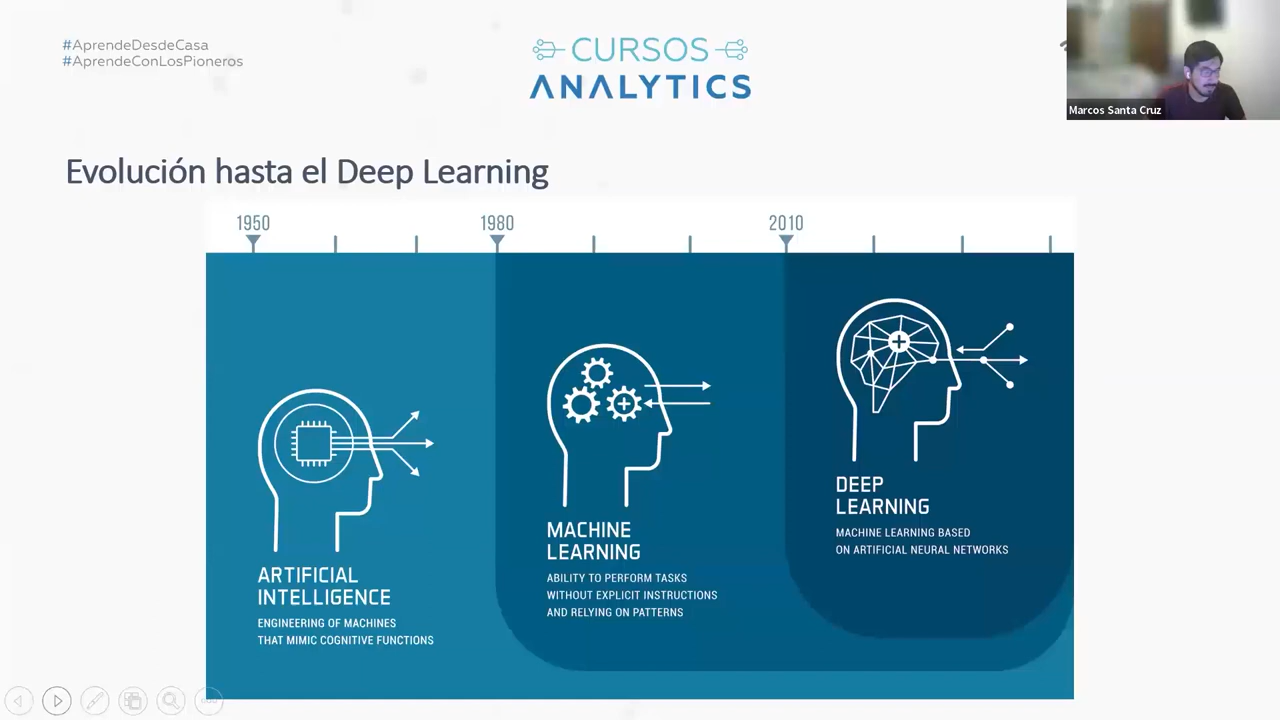 #AprendeDesdeCasa
#AprendeConLosPioneros
CURSOS
ANALYTICS
Marcos Santa Cruz
Evolución hasta el Deep Learning
1950
1980
2010
ARTIFICIAL
INTELLIGENCE
ENGINEERING OF MACHINES
THAT MIMIC COGNITIVE FUNCTIONS
MACHINE
LEARNING
ABILITY TO PERFORM TASKS
WITHOUT EXPLICIT INSTRUCTIONS
AND RELYING ON PATTERNS
DEEP
LEARNING
MACHINE LEARNING BASED
ON ARTIFICIAL NEURAL NETWORKS